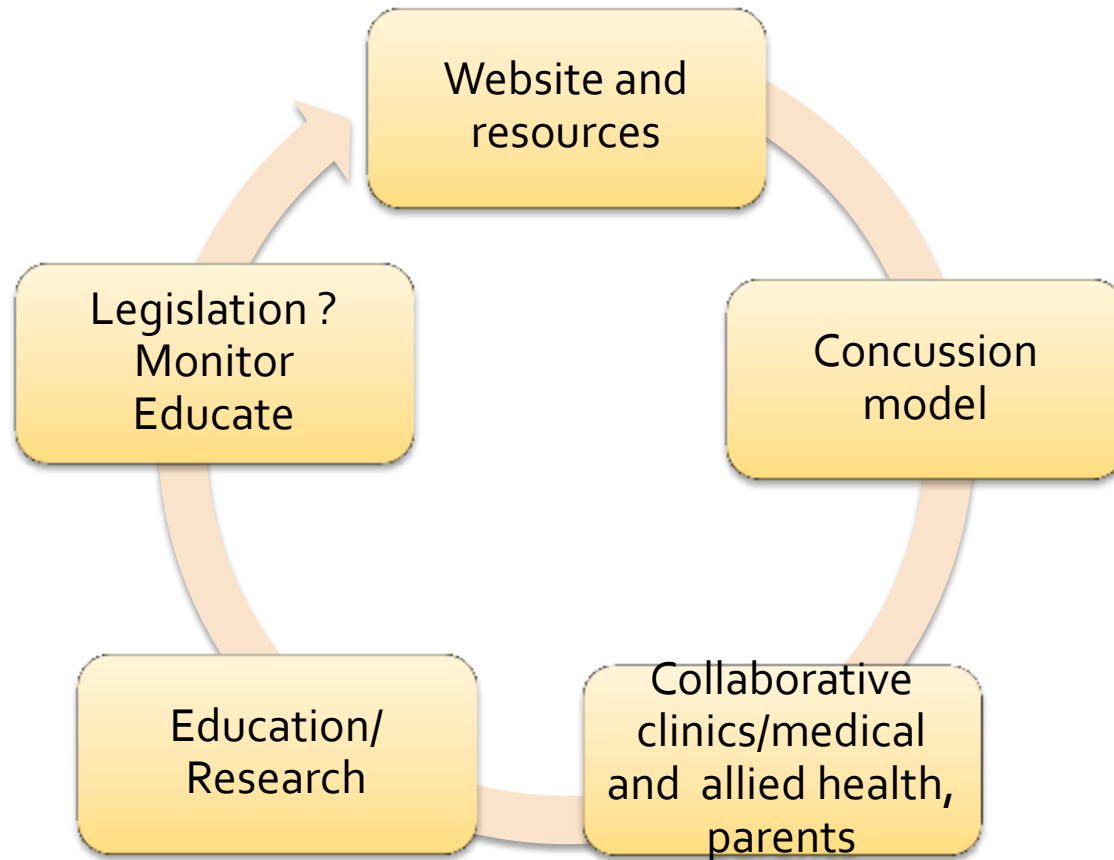 Website and
resources
Concussion
model
Collaborative
clinics/medical
and allied health,
parents
Education/
Research
Legislation ?
Monitor
Educate